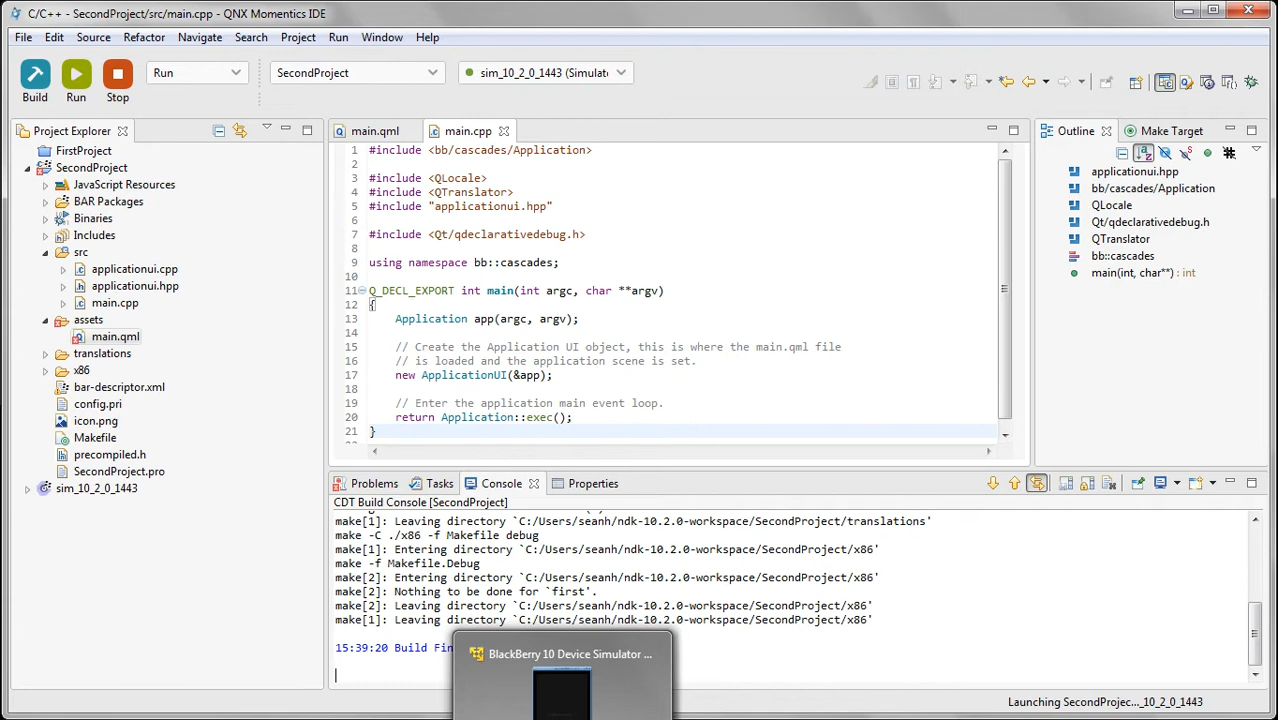 C/C++ - SecondProject/src/main.cpp - QNX Momentics IDE
File Edit Source Refactor Navigate Search Project Run Window Help
Build Run Stop Run SecondProject sim_10_2_0_1443 (Simulate
Project Explorer
FirstProject
SecondProject
JavaScript Resources
BAR Packages
Binaries
Includes
src
applicationui.cpp
applicationui.hpp
main.cpp
assets
main.qml
translations
x86
bar-descriptor.xml
config.pri
icon.png
Makefile
precompiled.h
SecondProject.pro
sim_10_2_0_1443
main.qml main.cpp
1 #include <bb/cascades/Application>
2
3 #include <QLocale>
4 #include <QTranslator>
5 #include "applicationui.hpp"
6
7 #include <Qt/qdeclarativedebug.h>
8
9 using namespace bb::cascades;
10
11 Q_DECL_EXPORT int main(int argc, char **argv)
12 {
13 Application app(argc, argv);
14
15 // Create the Application UI object, this is where the main.qml file
16 // is loaded and the application scene is set.
17 new ApplicationUI(&app);
18
19 // Enter the application main event loop.
20 return Application::exec();
21 }
Outline Make Target
applicationui.hpp
bb/cascades/Application
QLocale
Qt/qdeclarativedebug.h
QTranslator
bb::cascades
main(int, char**) : int
Problems Tasks Console Properties
CDT Build Console [SecondProject]
make[1]: Leaving directory `C:/Users/seanh/ndk-10.2.0-workspace/SecondProject/translations'
make -C ./x86 -f Makefile debug
make[1]: Entering directory `C:/Users/seanh/ndk-10.2.0-workspace/SecondProject/x86'
make -f Makefile.Debug
make[2]: Entering directory `C:/Users/seanh/ndk-10.2.0-workspace/SecondProject/x86'
make[2]: Nothing to be done for `first'.
make[2]: Leaving directory `C:/Users/seanh/ndk-10.2.0-workspace/SecondProject/x86'
make[1]: Leaving directory `C:/Users/seanh/ndk-10.2.0-workspace/SecondProject/x86'
15:39:20 Build Fin
BlackBerry 10 Device Simulator ...
Launching SecondProjec..._10_2_0_1443